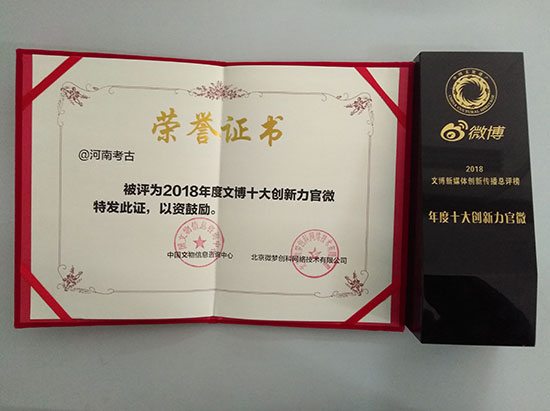 荣誉证书
@河南考古
被评为2018年度文博十大创新力官微
特发此证，以资鼓励。
中国文物信息咨询中心
北京微梦创科网络技术有限公司
微博
2018
文博新媒体创新传播总评榜
年度十大创新力官微